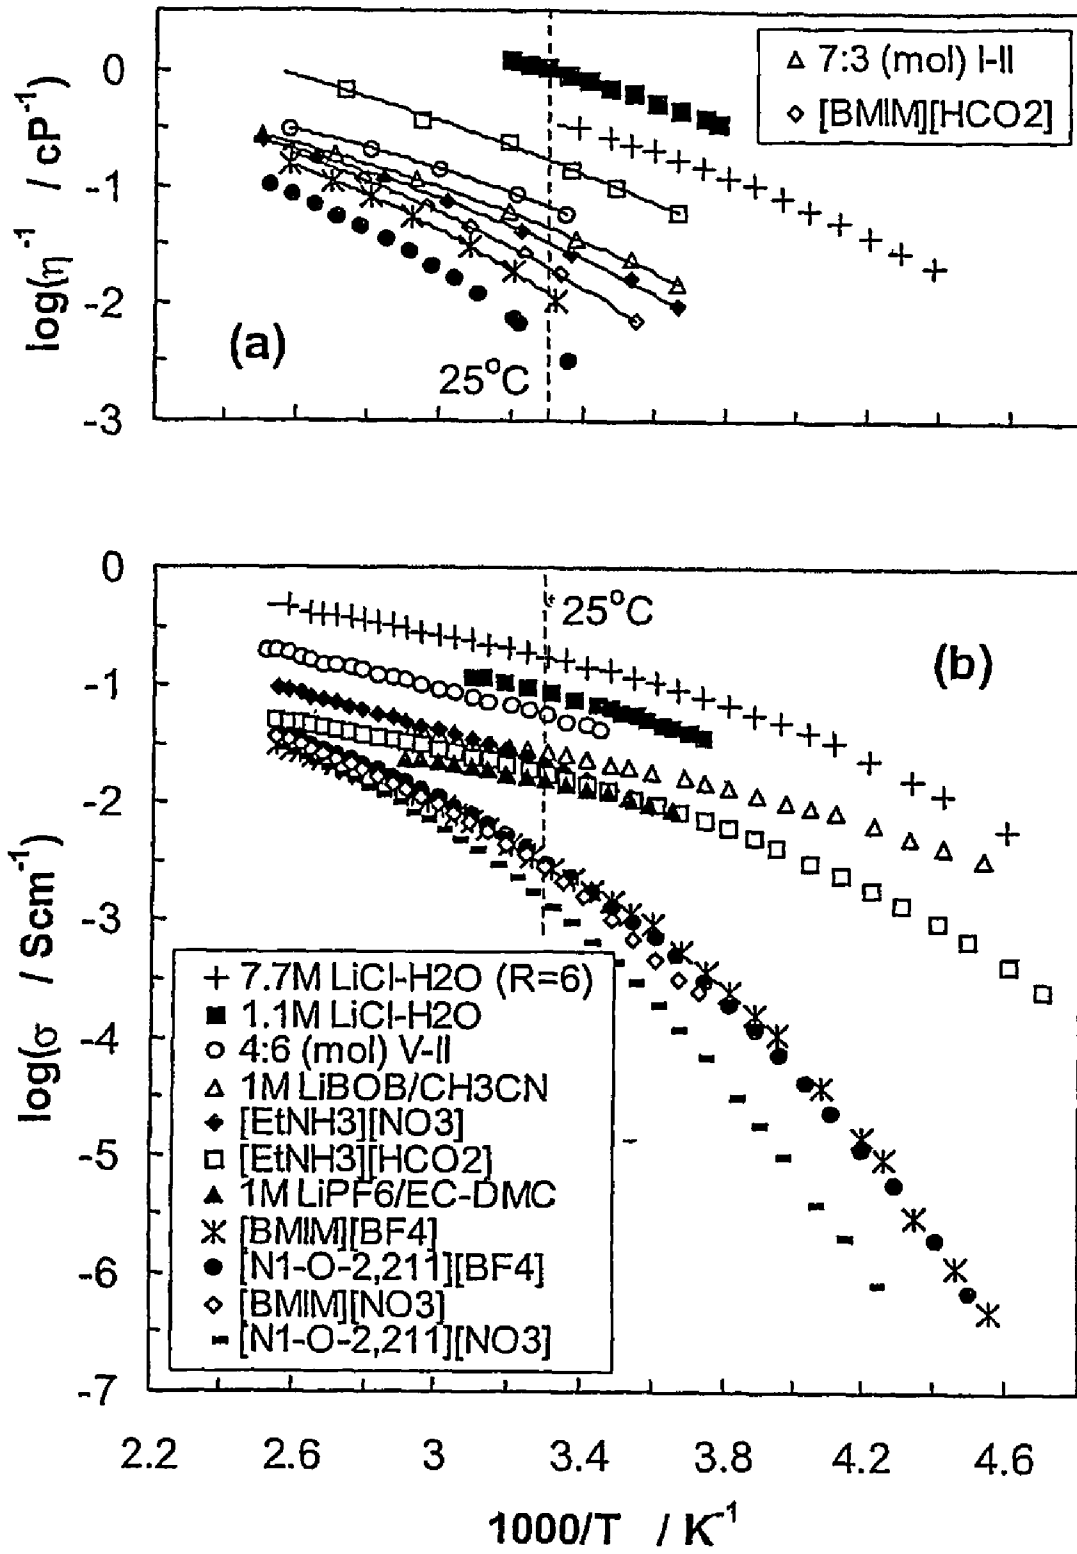 0
-1
-2
-3
log(η⁻¹ / cP⁻¹)
(a)
25°C
7:3 (mol) I-II
[BMIM][HCO2]
0
-1
-2
-3
-4
-5
-6
-7
log(σ / Scm⁻¹)
25°C
(b)
7.7M LiCl-H2O (R=6)
1.1M LiCl-H2O
4:6 (mol) V-II
1M LiBOB/CH3CN
[EtNH3][NO3]
[EtNH3][HCO2]
1M LiPF6/EC-DMC
[BMIM][BF4]
[N1-O-2,211][BF4]
[BMIM][NO3]
[N1-O-2,211][NO3]
2.2 2.6 3 3.4 3.8 4.2 4.6
1000/T / K⁻¹